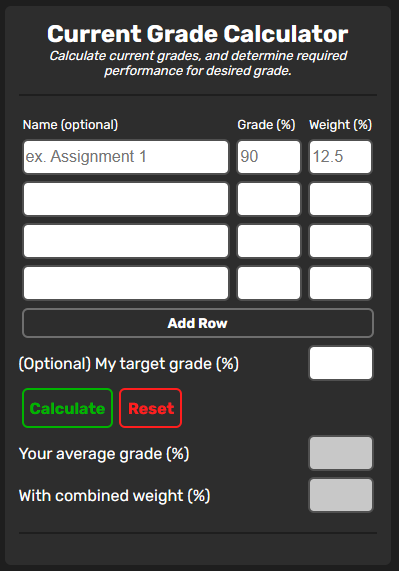 Current Grade Calculator
Calculate current grades, and determine required
performance for desired grade.
Name (optional) Grade (%) Weight (%)
ex. Assignment 1 90 12.5
Add Row
(Optional) My target grade (%)
Calculate Reset
Your average grade (%)
With combined weight (%)